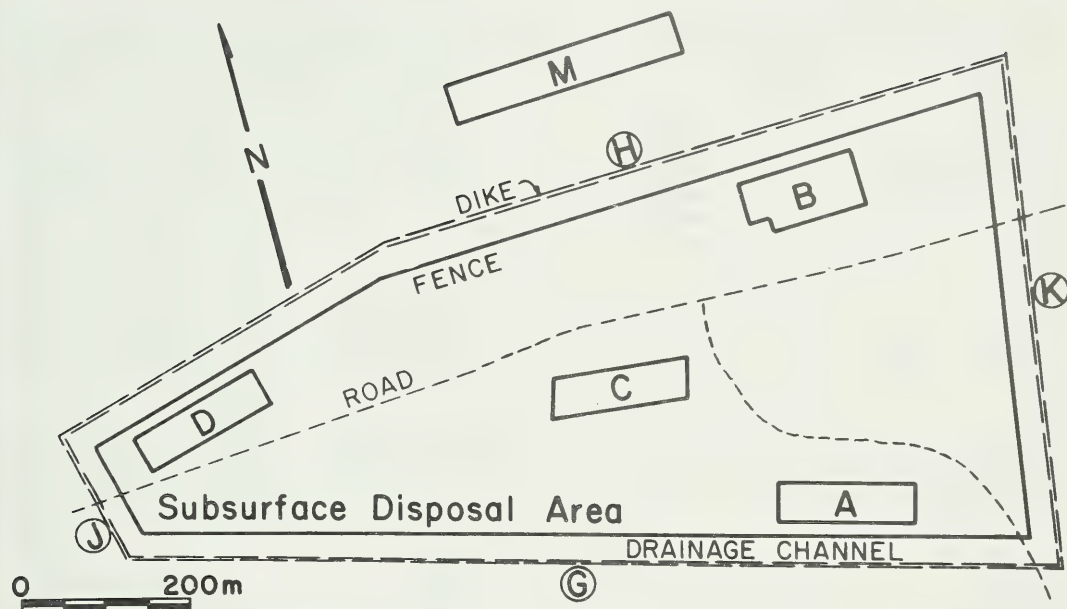 M
H
N
DIKE
B
FENCE
K
ROAD
C
D
Subsurface Disposal Area
A
J
DRAINAGE CHANNEL
G
0 200m